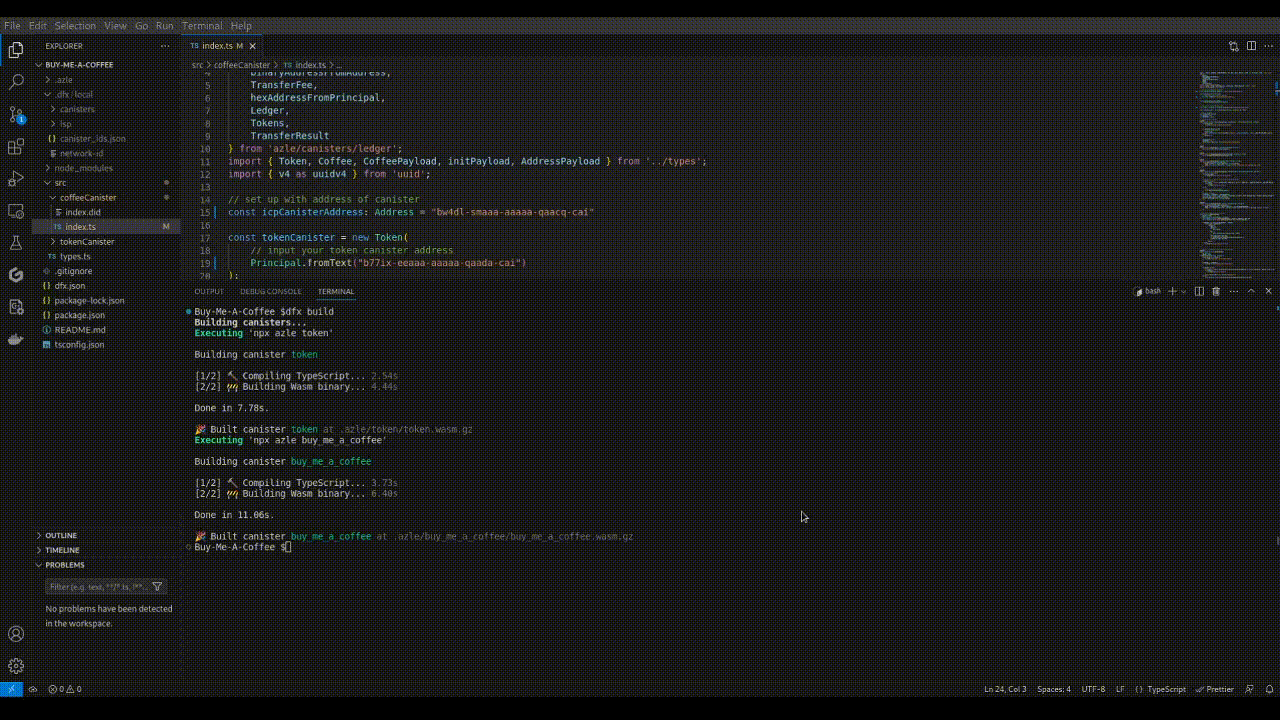 File Edit Selection View Go Run Terminal Help
EXPLORER
BUY-ME-A-COFFEE
.azle
.dfx/local
canisters
lsp
canister_ids.json
network-id
node_modules
src
coffeeCanister
index.did
TS index.ts M
tokenCanister
TS types.ts
.gitignore
dfx.json
package-lock.json
package.json
README.md
tsconfig.json
OUTLINE
TIMELINE
PROBLEMS
Filter (e.g. text, **/*.ts, !**...
No problems have been detected
in the workspace.
1
TS index.ts M
src > coffeeCanister > TS index.ts > ...
4 binaryAddressFromAddress,
5 TransferFee,
6 hexAddressFromPrincipal,
7 Ledger,
8 Tokens,
9 TransferResult
10 } from 'azle/canisters/ledger';
11 import { Token, Coffee, CoffeePayload, initPayload, AddressPayload } from '../types';
12 import { v4 as uuidv4 } from 'uuid';
13
14 // set up with address of canister
15 const icpCanisterAddress: Address = "bw4dl-smaaa-aaaaa-qaacq-cai"
16
17 const tokenCanister = new Token(
18 // input your token canister address
19 Principal.fromText("b77ix-eeaaa-aaaaa-qaada-cai")
20 );
OUTPUT DEBUG CONSOLE TERMINAL
bash
Buy-Me-A-Coffee $dfx build
Building canisters...
Executing 'npx azle token'
Building canister token
[1/2] 🔨 Compiling TypeScript... 2.54s
[2/2] 🚧 Building Wasm binary... 4.44s
Done in 7.78s.
🎉 Built canister token at .azle/token/token.wasm.gz
Executing 'npx azle buy_me_a_coffee'
Building canister buy_me_a_coffee
[1/2] 🔨 Compiling TypeScript... 3.73s
[2/2] 🚧 Building Wasm binary... 6.40s
Done in 11.06s.
🎉 Built canister buy_me_a_coffee at .azle/buy_me_a_coffee/buy_me_a_coffee.wasm.gz
Buy-Me-A-Coffee $
0 0
Ln 24, Col 3 Spaces: 4 UTF-8 LF {} TypeScript Prettier